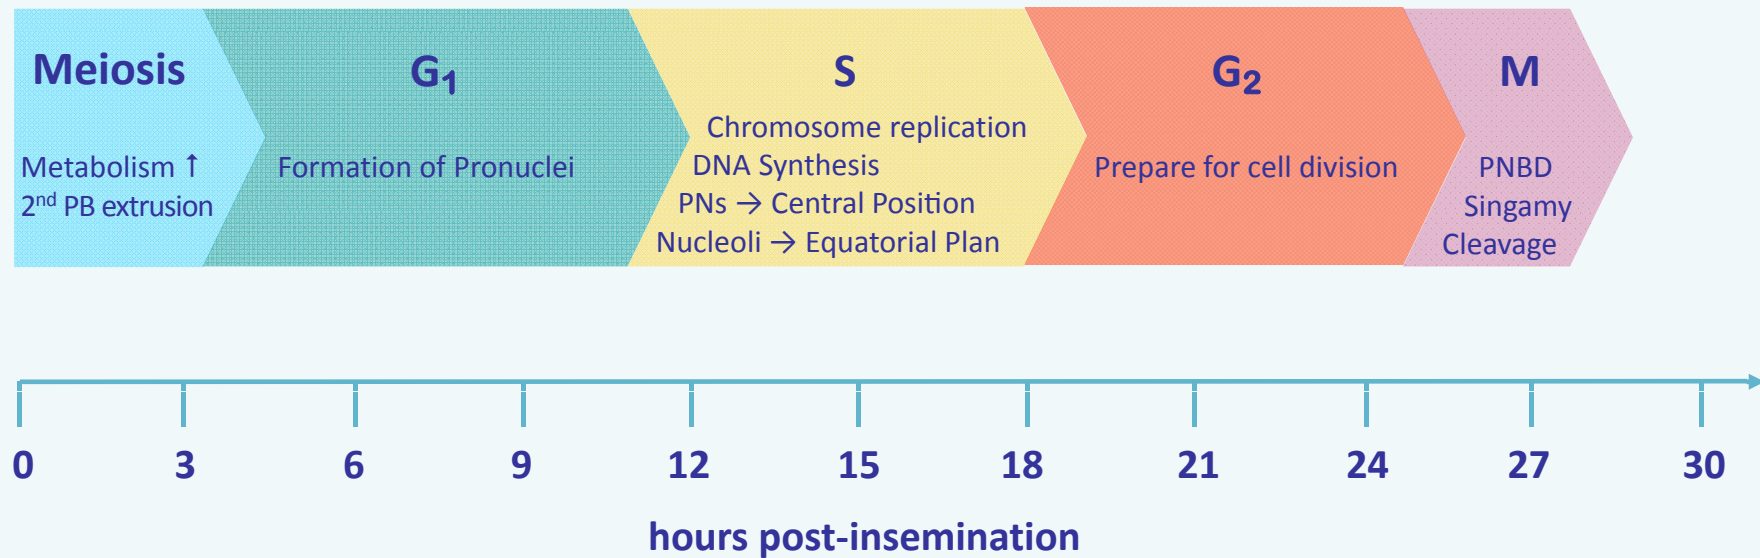 Meiosis
Metabolism ↑
2nd PB extrusion
G1
Formation of Pronuclei
S
Chromosome replication
DNA Synthesis
PNs → Central Position
Nucleoli → Equatorial Plan
G2
Prepare for cell division
M
PNBD
Singamy
Cleavage
0 3 6 9 12 15 18 21 24 27 30
hours post-insemination